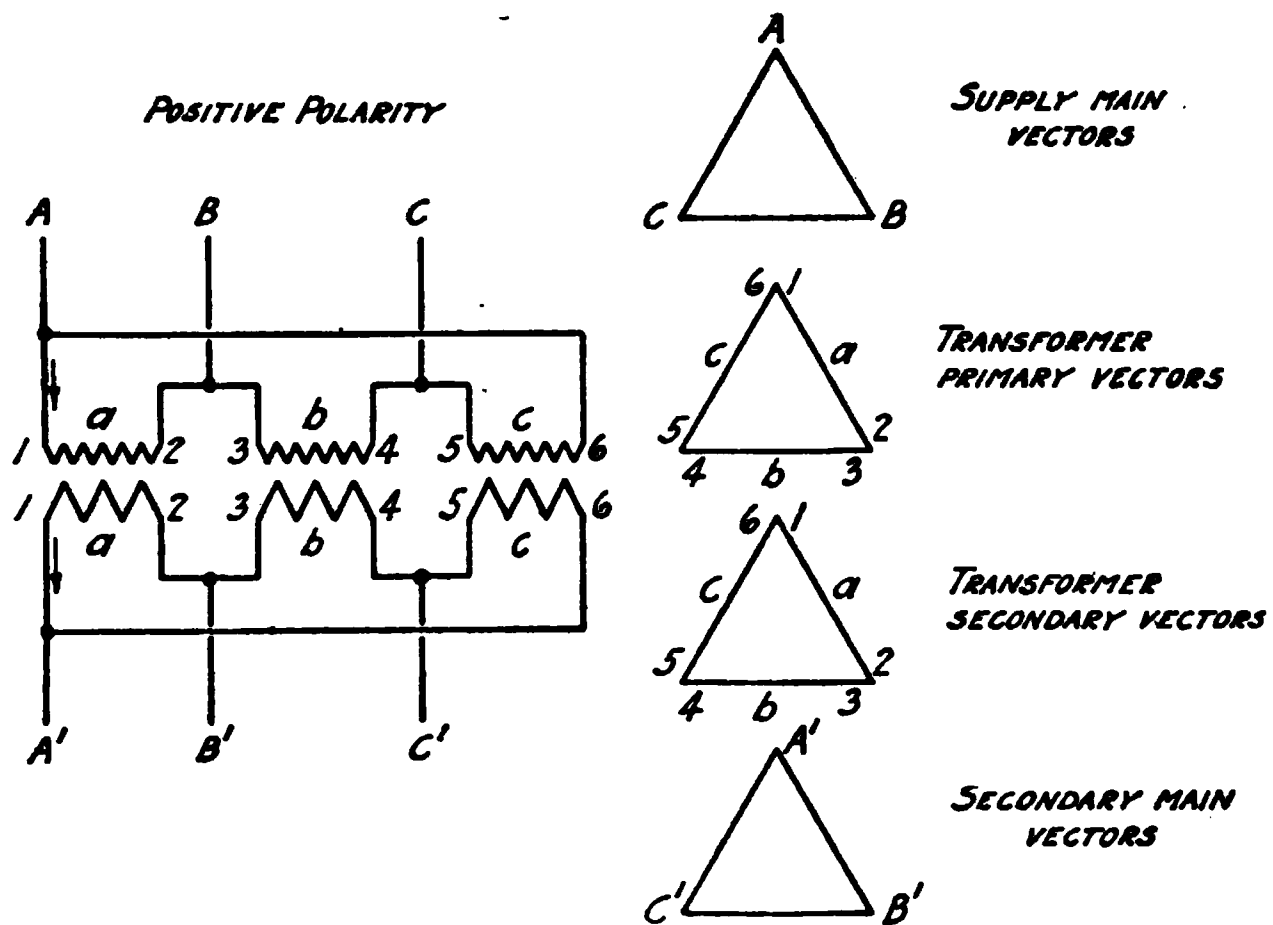 POSITIVE POLARITY
A B C
a b c
1 2 3 4 5 6
1 2 3 4 5 6
a b c
A' B' C'
A
C B
SUPPLY MAIN
VECTORS
6 1
c a
5 2
4 b 3
TRANSFORMER
PRIMARY VECTORS
6 1
c a
5 2
4 b 3
TRANSFORMER
SECONDARY VECTORS
A'
C' B'
SECONDARY MAIN
VECTORS